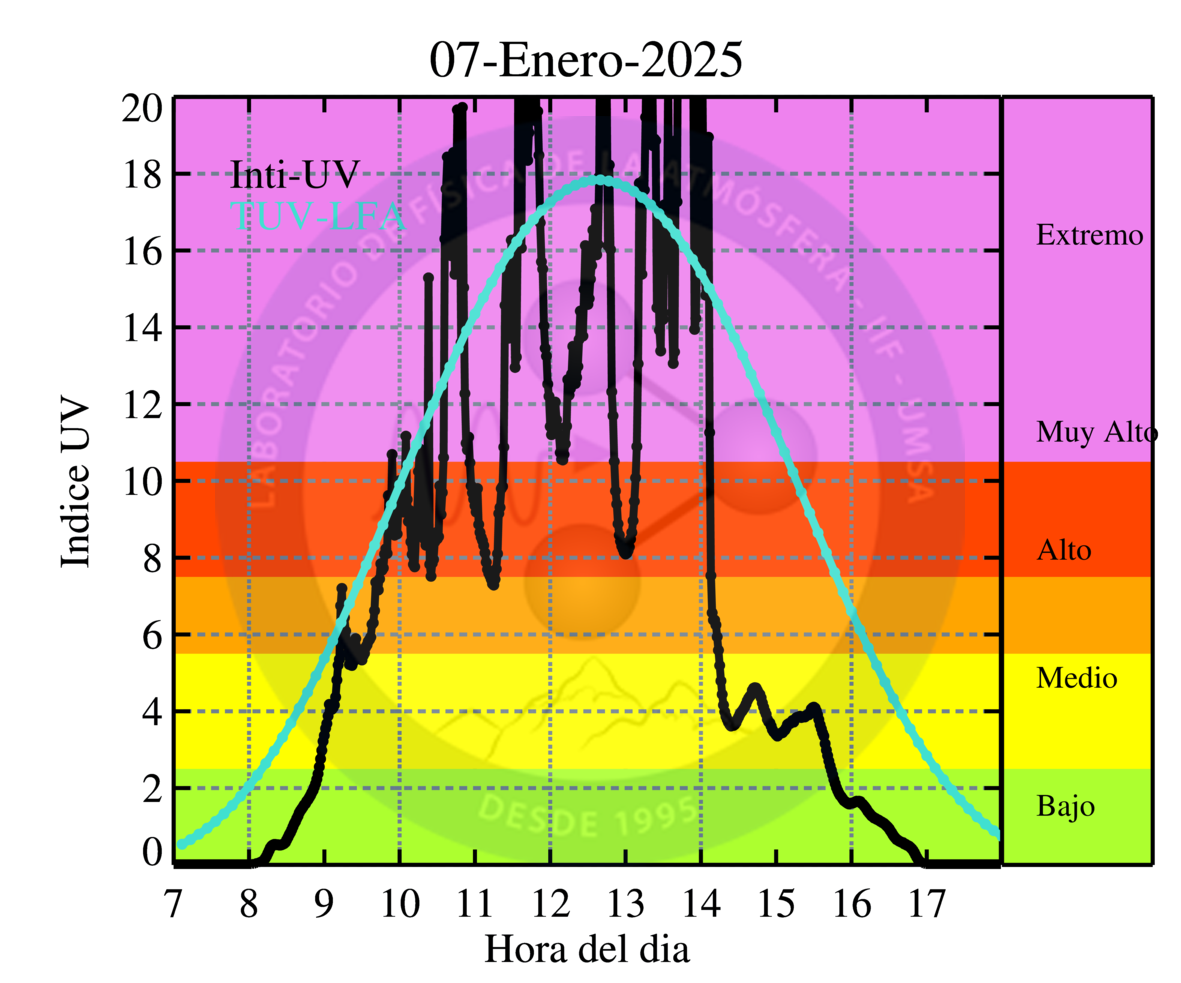 07-Enero-2025
Inti-UV
TUV-LFA
LABORATORIO DE FÍSICA DE LA ATMÓSFERA - IIF - UMSA
DESDE 1995
Indice UV
20
18
16
14
12
10
8
6
4
2
0
Extremo
Muy Alto
Alto
Medio
Bajo
7 8 9 10 11 12 13 14 15 16 17
Hora del dia